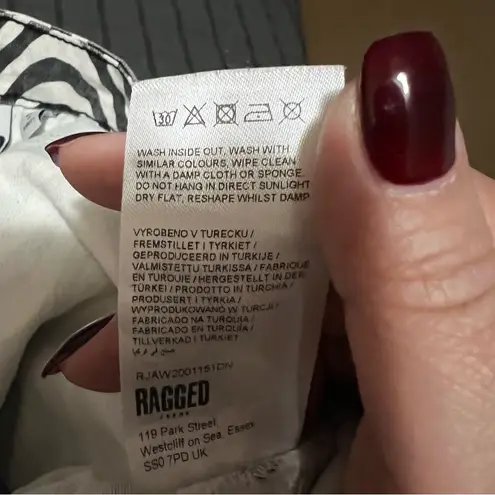 30
WASH INSIDE OUT, WASH WITH
SIMILAR COLOURS, WIPE CLEAN
WITH A DAMP CLOTH OR SPONGE.
DO NOT HANG IN DIRECT SUNLIGHT
DRY FLAT, RESHAPE WHILST DAMP
VYROBENO V TURECKU /
FREMSTILLET I TYRKIET /
GEPRODUCEERD IN TURKIJE /
VALMISTETTU TURKISSA / FABRIQUE
EN TURQUIE / HERGESTELLT IN DER
TÜRKEI / PRODOTTO IN TURCHIA /
PRODUSERT I TYRKIA /
WYPRODUKOWANO W TURCJI /
FABRICADO NA TURQUIA /
FABRICADO EN TURQUÍA /
TILLVERKAD I TURKIET
RJAW2001151DN
RAGGED
119 Park Street,
Westcliff on Sea, Essex
SS0 7PD UK